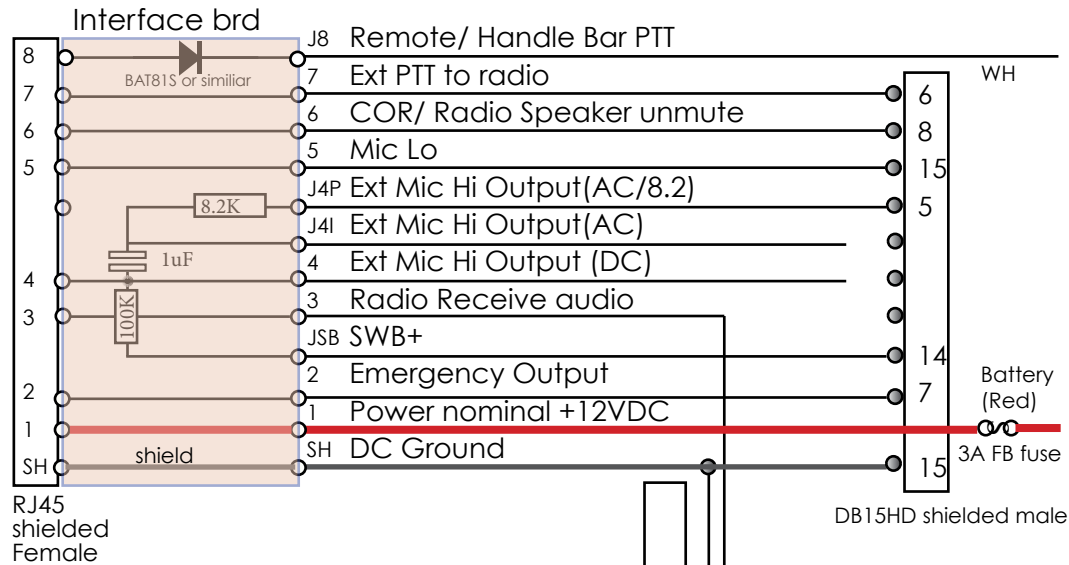 Interface brd
8
J8 Remote/ Handle Bar PTT
BAT81S or similiar
WH
7
7 Ext PTT to radio
6
6
6 COR/ Radio Speaker unmute
8
5
5 Mic Lo
15
8.2K
J4P Ext Mic Hi Output(AC/8.2)
5
J4I Ext Mic Hi Output(AC)
1uF
4
4 Ext Mic Hi Output (DC)
3
100K
3 Radio Receive audio
JSB SWB+
14
2
2 Emergency Output
7
Battery
(Red)
1
1 Power nominal +12VDC
3A FB fuse
SH
shield
SH DC Ground
15
RJ45
shielded
Female
DB15HD shielded male